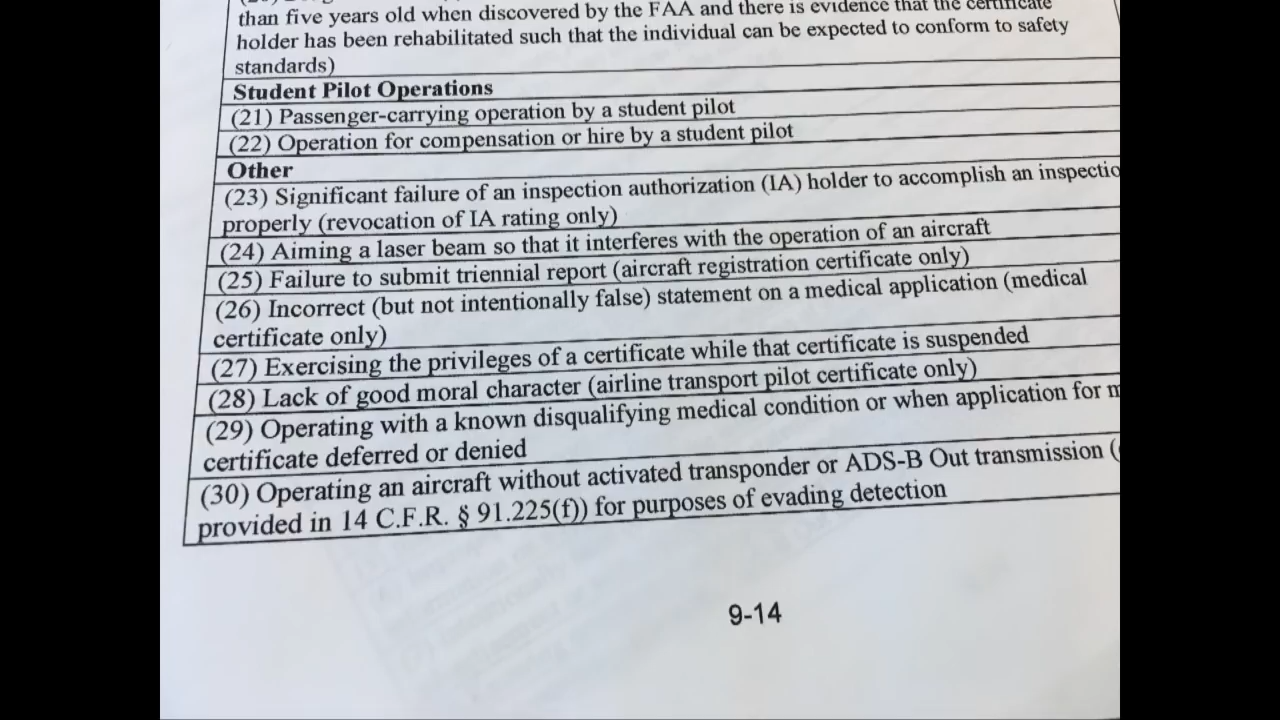 than five years old when discovered by the FAA and there is evidence that the certificate
holder has been rehabilitated such that the individual can be expected to conform to safety
standards)
Student Pilot Operations
(21) Passenger-carrying operation by a student pilot
(22) Operation for compensation or hire by a student pilot
Other
(23) Significant failure of an inspection authorization (IA) holder to accomplish an inspectio
properly (revocation of IA rating only)
(24) Aiming a laser beam so that it interferes with the operation of an aircraft
(25) Failure to submit triennial report (aircraft registration certificate only)
(26) Incorrect (but not intentionally false) statement on a medical application (medical
certificate only)
(27) Exercising the privileges of a certificate while that certificate is suspended
(28) Lack of good moral character (airline transport pilot certificate only)
(29) Operating with a known disqualifying medical condition or when application for m
certificate deferred or denied
(30) Operating an aircraft without activated transponder or ADS-B Out transmission (
provided in 14 C.F.R. § 91.225(f)) for purposes of evading detection
9-14